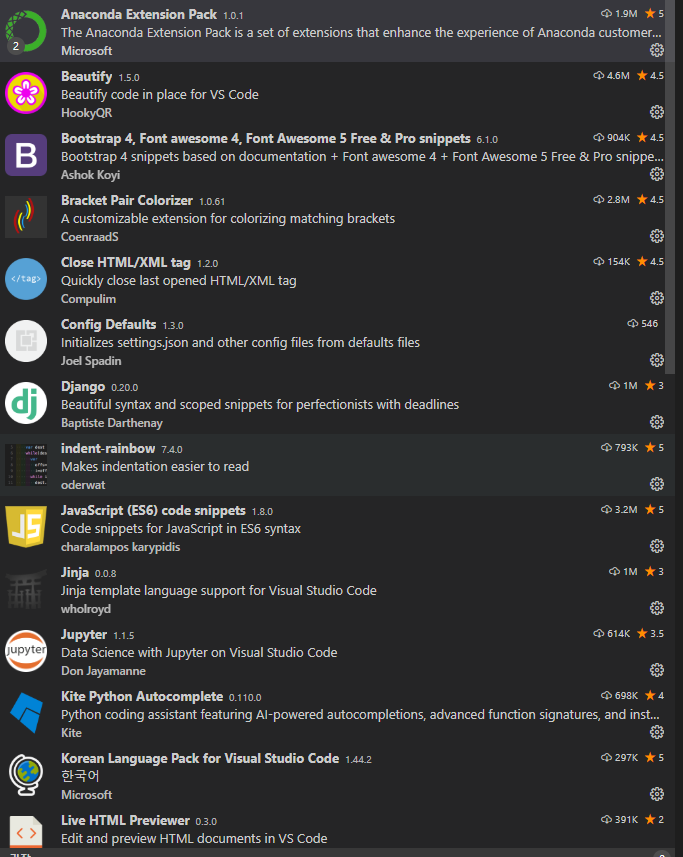 Anaconda Extension Pack 1.0.1 1.9M 5
The Anaconda Extension Pack is a set of extensions that enhance the experience of Anaconda customer...
2
Microsoft
Beautify 1.5.0 4.6M 4.5
Beautify code in place for VS Code
HookyQR
B
Bootstrap 4, Font awesome 4, Font Awesome 5 Free & Pro snippets 6.1.0 904K 4.5
Bootstrap 4 snippets based on documentation + Font awesome 4 + Font Awesome 5 Free & Pro snippe...
Ashok Koyi
Bracket Pair Colorizer 1.0.61 2.8M 4.5
A customizable extension for colorizing matching brackets
CoenraadS
Close HTML/XML tag 1.2.0 154K 4.5
</tag>
Quickly close last opened HTML/XML tag
Compulim
Config Defaults 1.3.0 546
Initializes settings.json and other config files from defaults files
Joel Spadin
Django 0.20.0 1M 3
dj
Beautiful syntax and scoped snippets for perfectionists with deadlines
Baptiste Darthenay
indent-rainbow 7.4.0 793K 5
Makes indentation easier to read
oderwat
JavaScript (ES6) code snippets 1.8.0 3.2M 5
JS
Code snippets for JavaScript in ES6 syntax
charalampos karypidis
Jinja 0.0.8 1M 3
Jinja template language support for Visual Studio Code
wholroyd
Jupyter 1.1.5 614K 3.5
jupyter
Data Science with Jupyter on Visual Studio Code
Don Jayamanne
Kite Python Autocomplete 0.110.0 698K 4
Python coding assistant featuring AI-powered autocompletions, advanced function signatures, and inst...
Kite
Korean Language Pack for Visual Studio Code 1.44.2 297K 5
한국어
Microsoft
Live HTML Previewer 0.3.0 391K 2
< >
Edit and preview HTML documents in VS Code